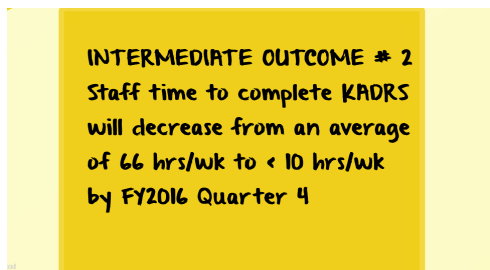 INTERMEDIATE OUTCOME # 2
Staff time to complete KADRS
will decrease from an average
of 66 hrs/wk to < 10 hrs/wk
by FY2016 Quarter 4